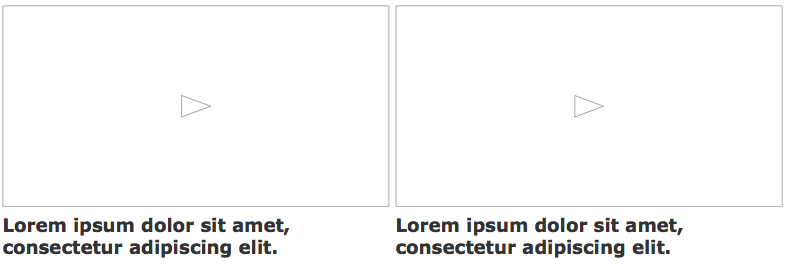 Lorem ipsum dolor sit amet,
consectetur adipiscing elit.
Lorem ipsum dolor sit amet,
consectetur adipiscing elit.